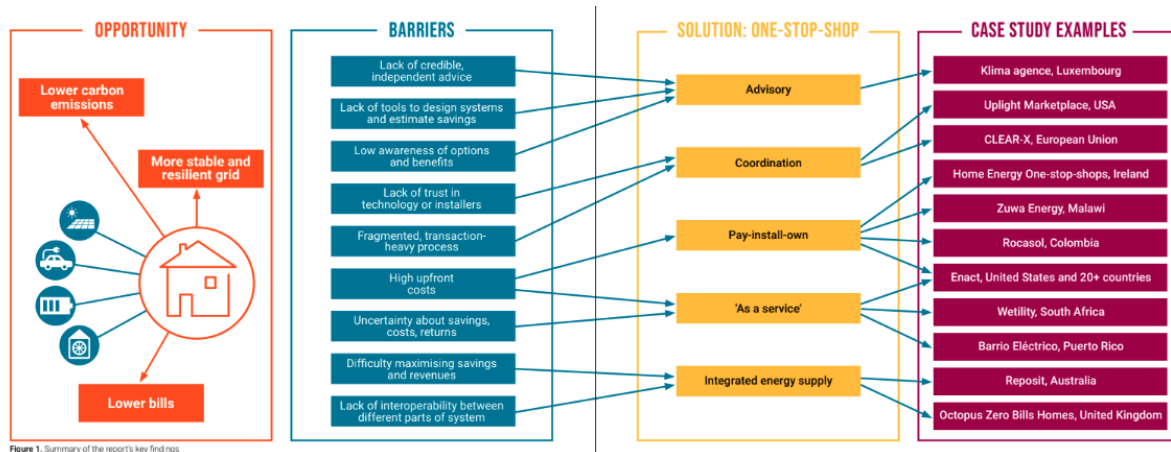 OPPORTUNITY
Lower carbon
emissions
More stable and
resilient grid
Lower bills
BARRIERS
Lack of credible,
independent advice
Lack of tools to design systems
and estimate savings
Low awareness of options
and benefits
Lack of trust in
technology or installers
Fragmented, transaction-
heavy process
High upfront
costs
Uncertainty about savings,
costs, returns
Difficulty maximising savings
and revenues
Lack of interoperability between
different parts of system
SOLUTION: ONE-STOP-SHOP
Advisory
Coordination
Pay-install-own
'As a service'
Integrated energy supply
CASE STUDY EXAMPLES
Klima agence, Luxembourg
Uplight Marketplace, USA
CLEAR-X, European Union
Home Energy One-stop-shops, Ireland
Zuwa Energy, Malawi
Rocasol, Colombia
Enact, United States and 20+ countries
Wetility, South Africa
Barrio Eléctrico, Puerto Rico
Reposit, Australia
Octopus Zero Bills Homes, United Kingdom
Figure 1. Summary of the report's key findings